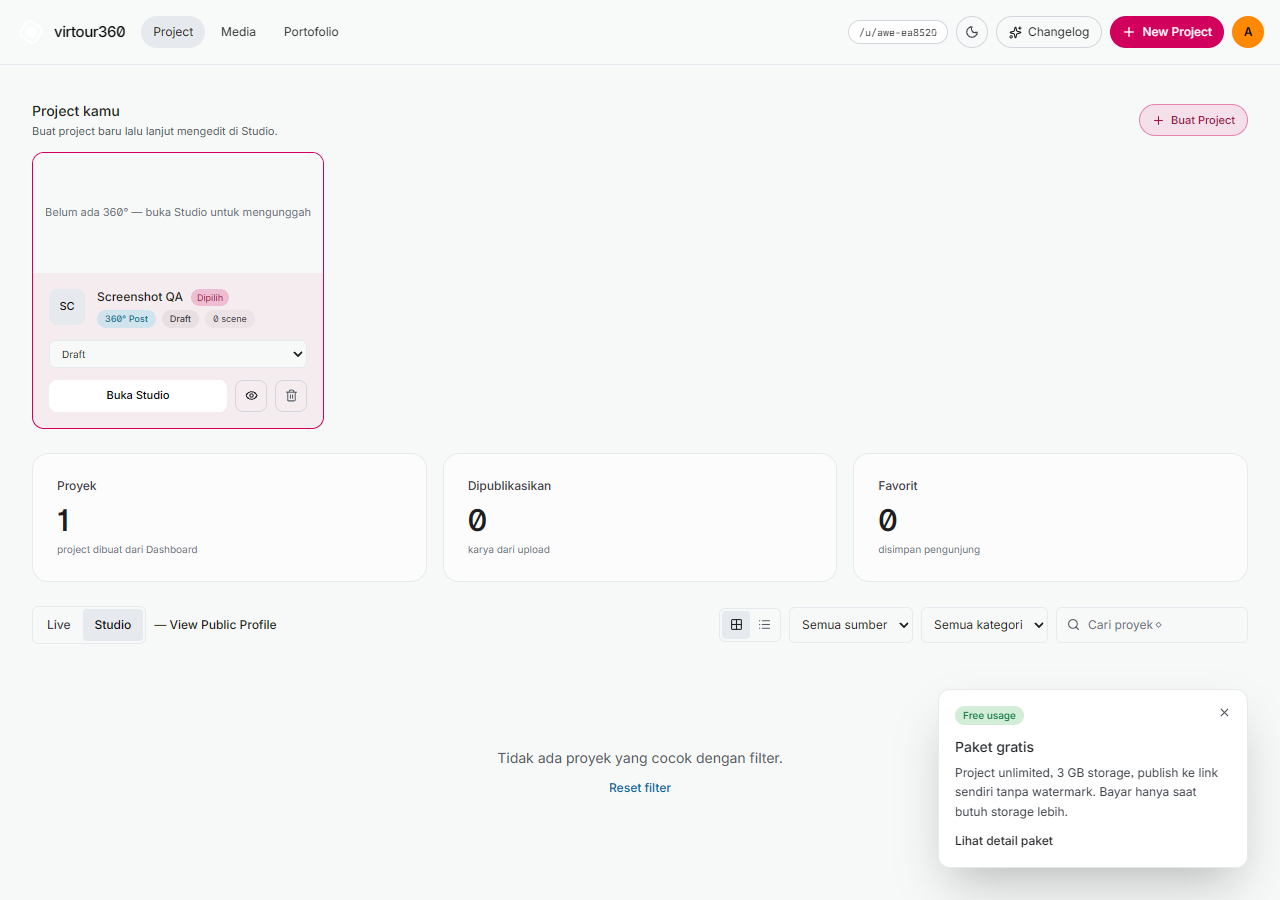 virtour360
Project
Media
Portofolio
/u/awe-ea8520
Changelog
New Project
A
Project kamu
Buat project baru lalu lanjut mengedit di Studio.
Buat Project
Belum ada 360° — buka Studio untuk mengunggah
SC
Screenshot QA
Dipilih
360° Post
Draft
0 scene
Draft
Buka Studio
Proyek
1
project dibuat dari Dashboard
Dipublikasikan
0
karya dari upload
Favorit
0
disimpan pengunjung
Live
Studio
— View Public Profile
Semua sumber
Semua kategori
Cari proyek⋄
Tidak ada proyek yang cocok dengan filter.
Reset filter
Free usage
Paket gratis
Project unlimited, 3 GB storage, publish ke link
sendiri tanpa watermark. Bayar hanya saat
butuh storage lebih.
Lihat detail paket